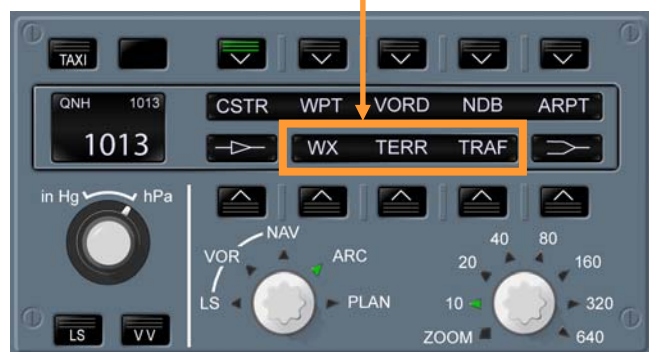 TAXI
QNH 1013
1013
CSTR WPT VORD NDB ARPT
WX TERR TRAF
in Hg hPa
LS VV
NAV
VOR ARC
LS PLAN
40 80
20 160
10 320
ZOOM 640